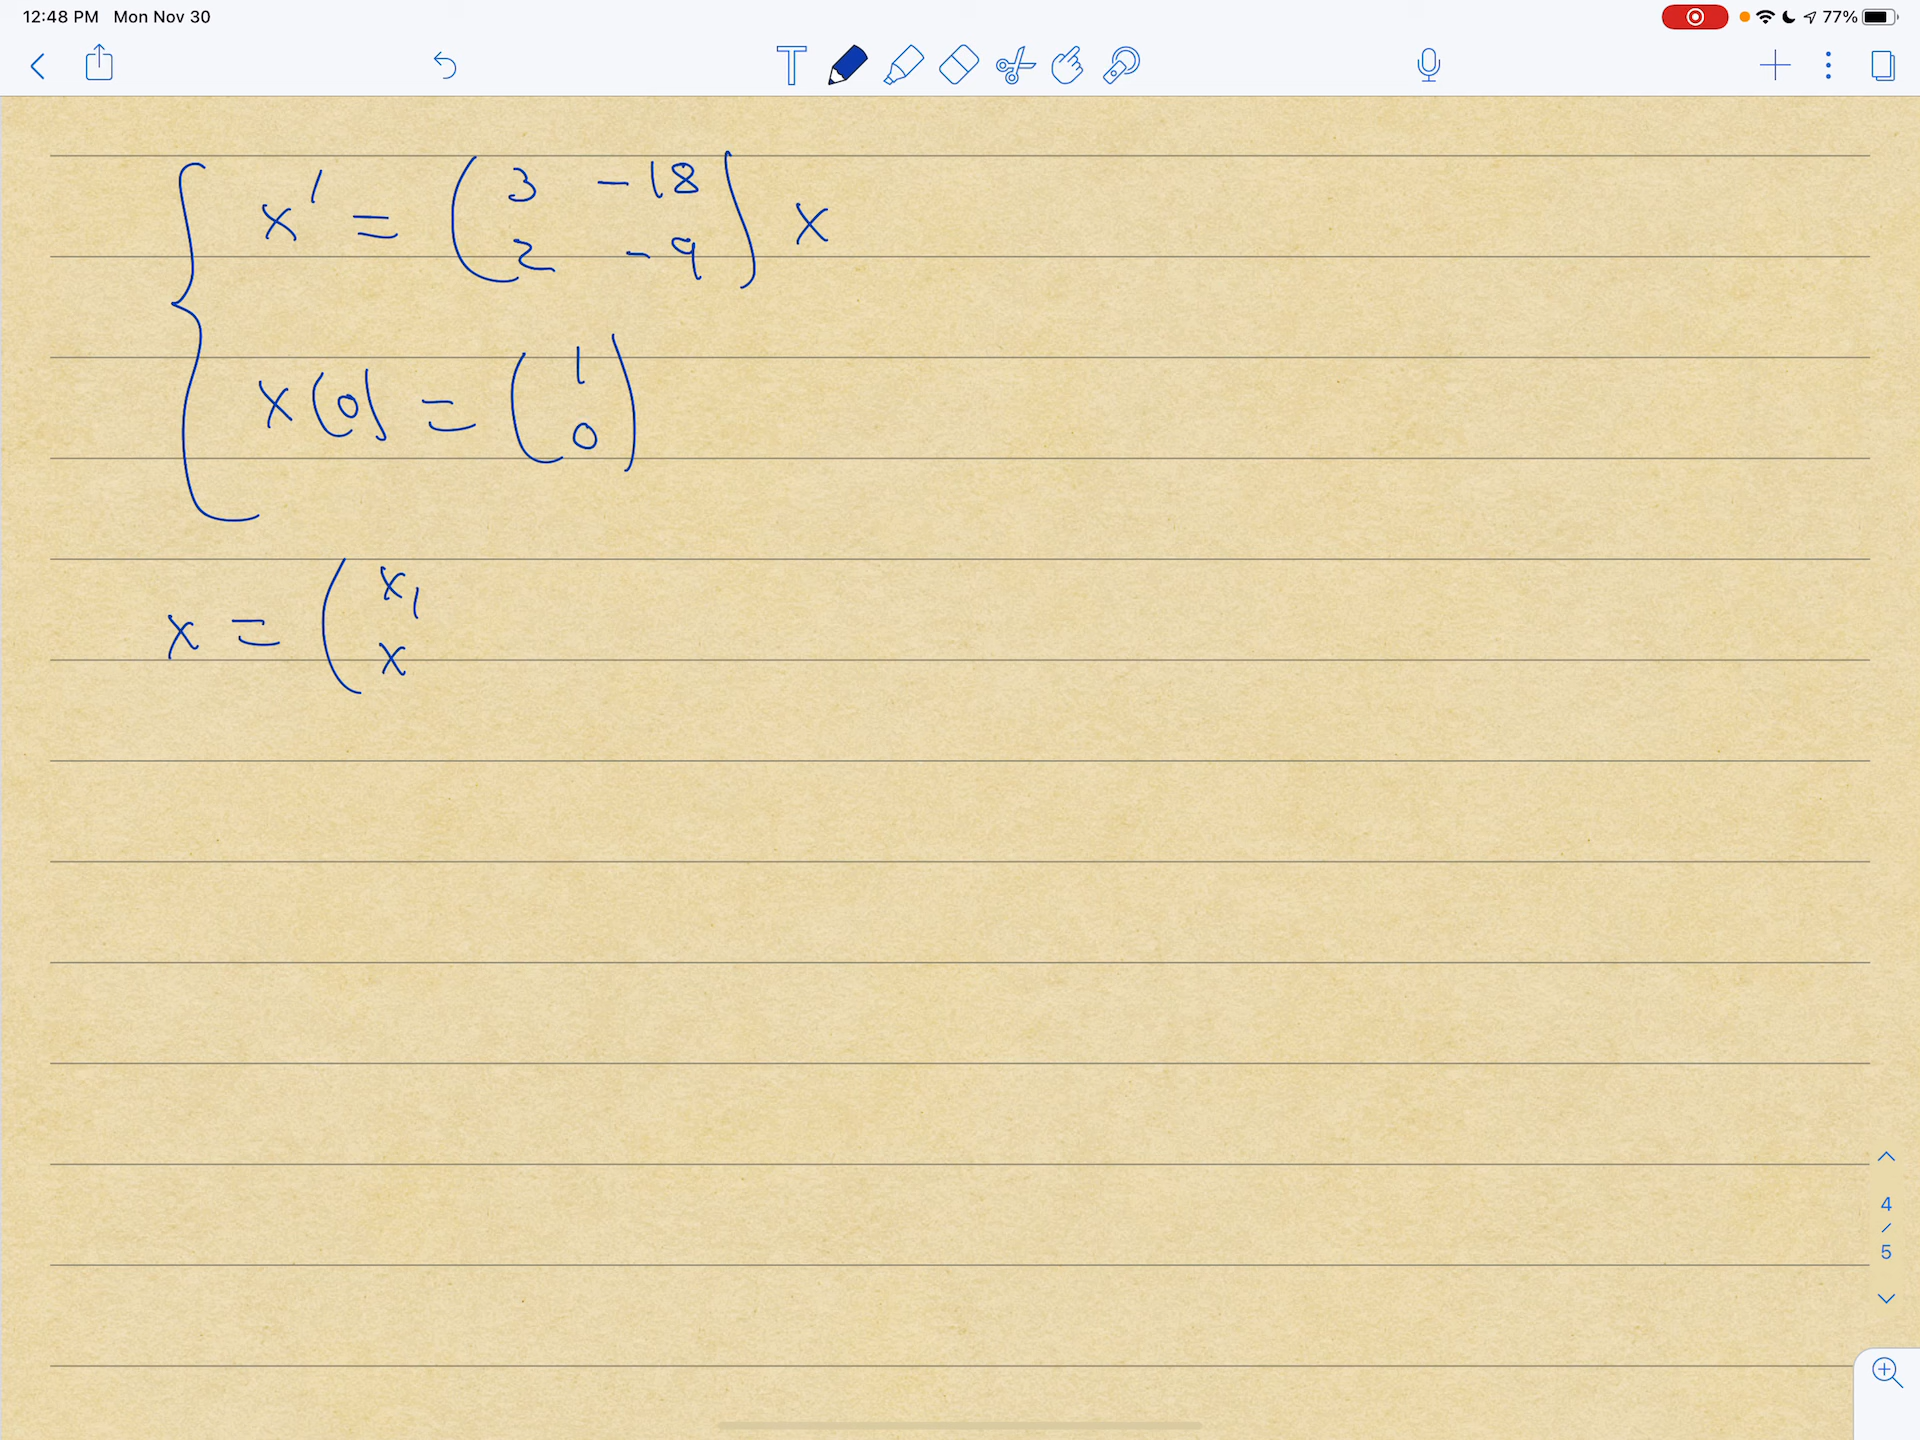 12:48 PM Mon Nov 30
77%
T
x' = ( 3 -18
2 -9 ) x
x(0) = ( 1
0 )
x = ( x₁
x
4
/
5